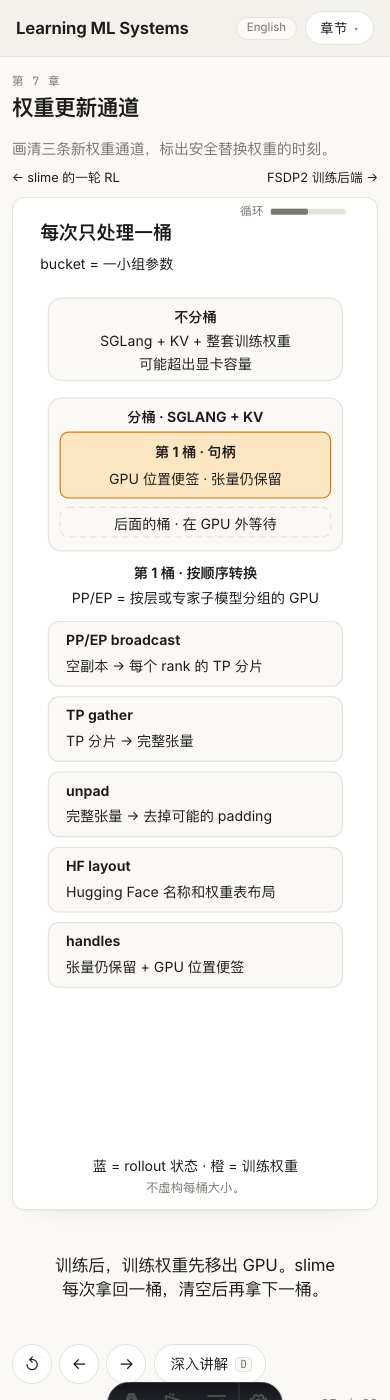 Learning ML Systems
English
章节
第 7 章
权重更新通道
画清三条新权重通道，标出安全替换权重的时刻。
← slime 的一轮 RL
FSDP2 训练后端 →
循环
每次只处理一桶
bucket = 一小组参数
不分桶
SGLang + KV + 整套训练权重
可能超出显卡容量
分桶 · SGLANG + KV
第 1 桶 · 句柄
GPU 位置便签 · 张量仍保留
后面的桶 · 在 GPU 外等待
第 1 桶 · 按顺序转换
PP/EP = 按层或专家子模型分组的 GPU
PP/EP broadcast
空副本 → 每个 rank 的 TP 分片
TP gather
TP 分片 → 完整张量
unpad
完整张量 → 去掉可能的 padding
HF layout
Hugging Face 名称和权重表布局
handles
张量仍保留 + GPU 位置便签
蓝 = rollout 状态 · 橙 = 训练权重
不虚构每桶大小。
训练后，训练权重先移出 GPU。slime
每次拿回一桶，清空后再拿下一桶。
深入讲解 D